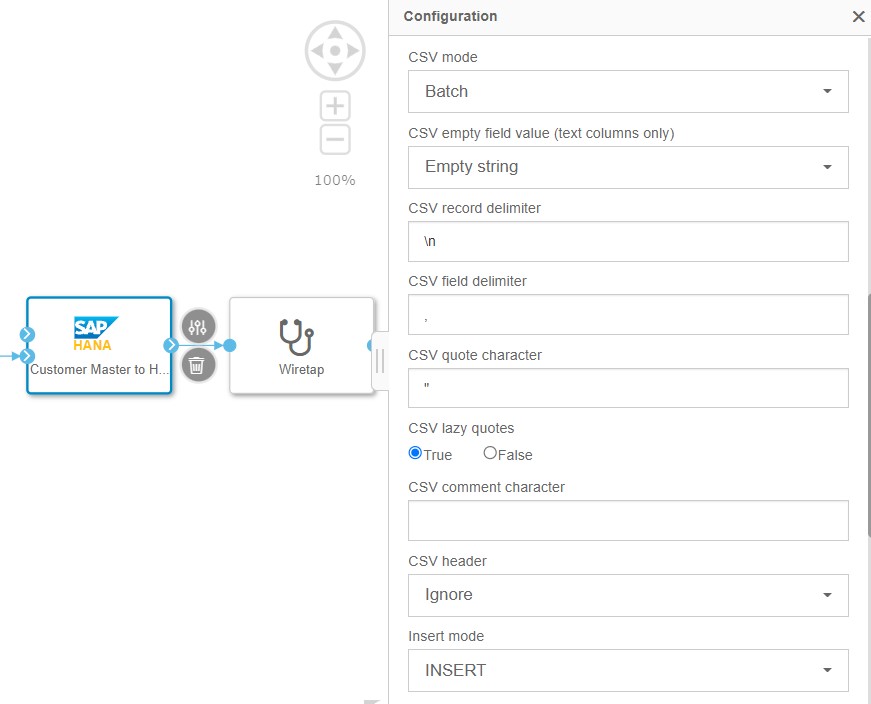 Configuration
CSV mode
Batch
CSV empty field value (text columns only)
Empty string
CSV record delimiter
\n
CSV field delimiter
,
CSV quote character
"
CSV lazy quotes
True False
CSV comment character
CSV header
Ignore
Insert mode
INSERT
100%
SAP
HANA
Customer Master to H...
Wiretap